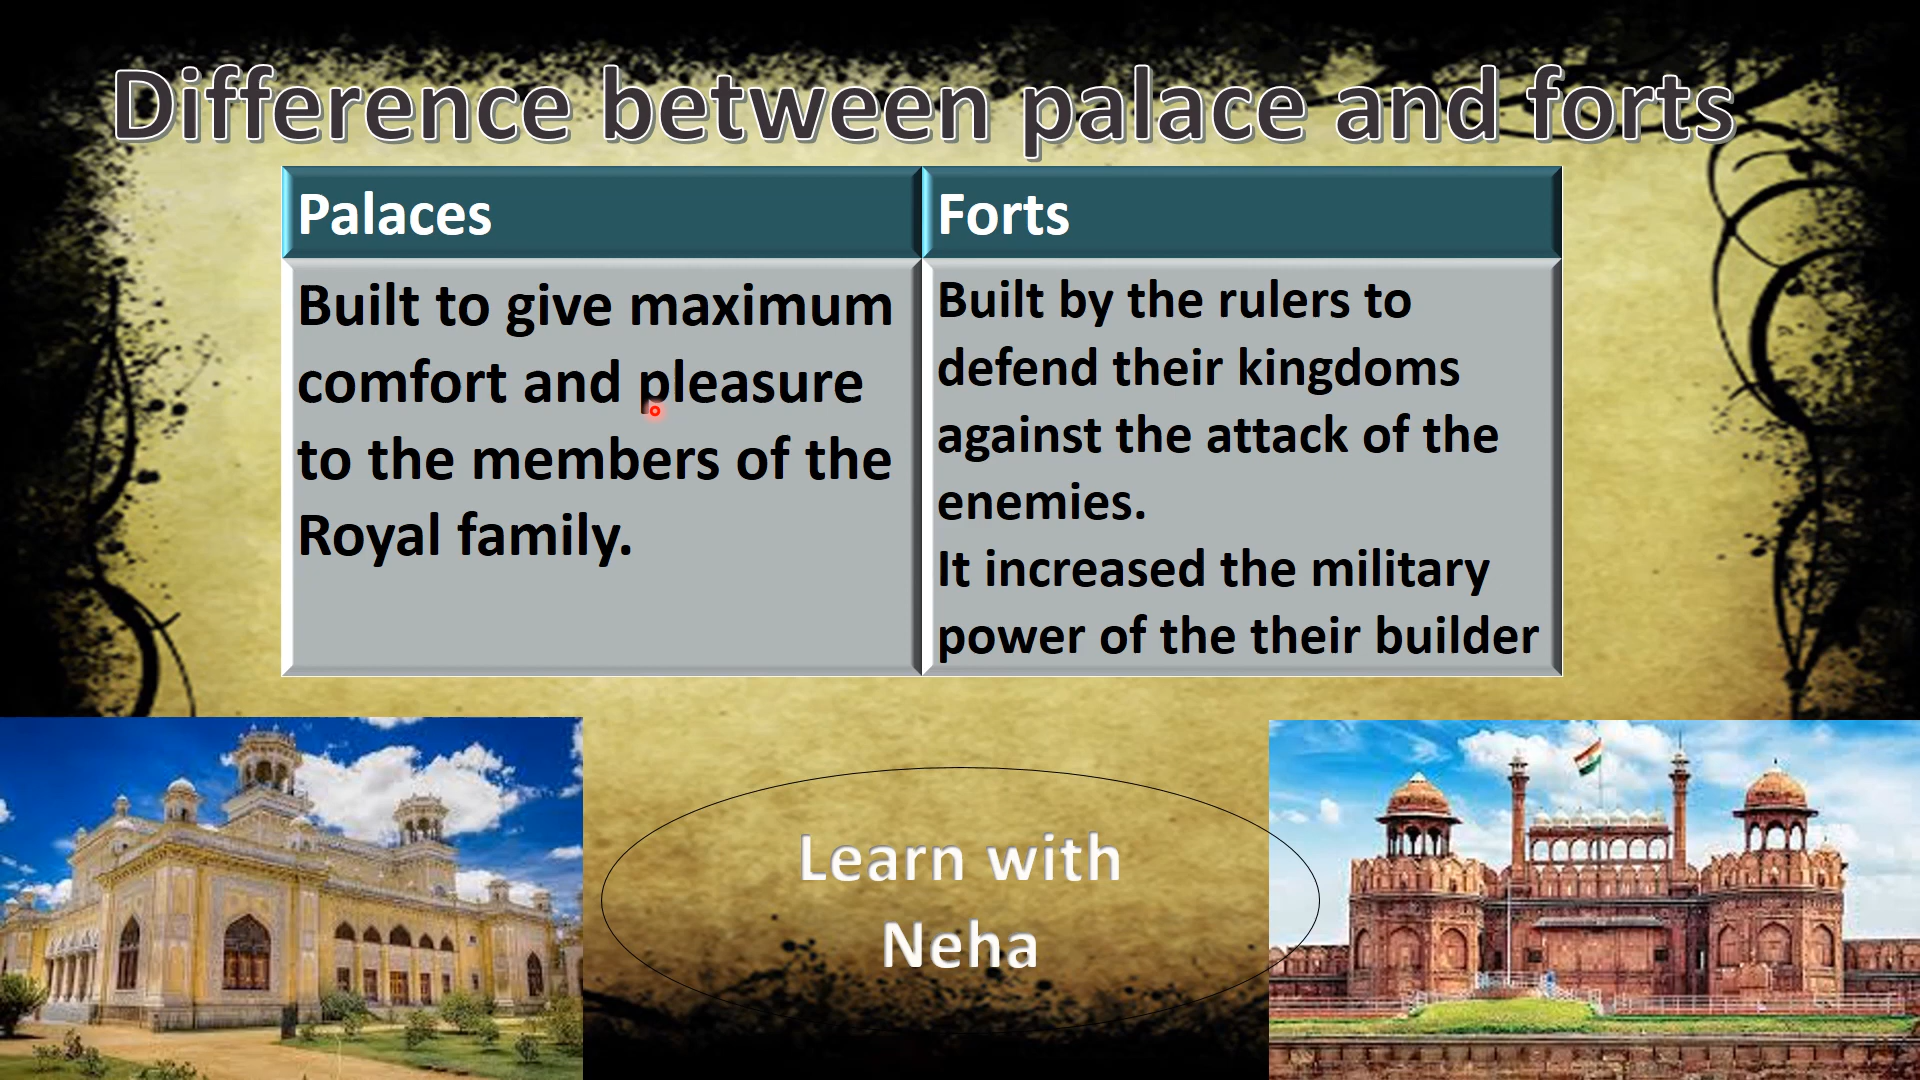 Difference between palace and forts
Palaces
Forts
Built to give maximum
comfort and pleasure
to the members of the
Royal family.
Built by the rulers to
defend their kingdoms
against the attack of the
enemies.
It increased the military
power of the their builder
Learn with
Neha